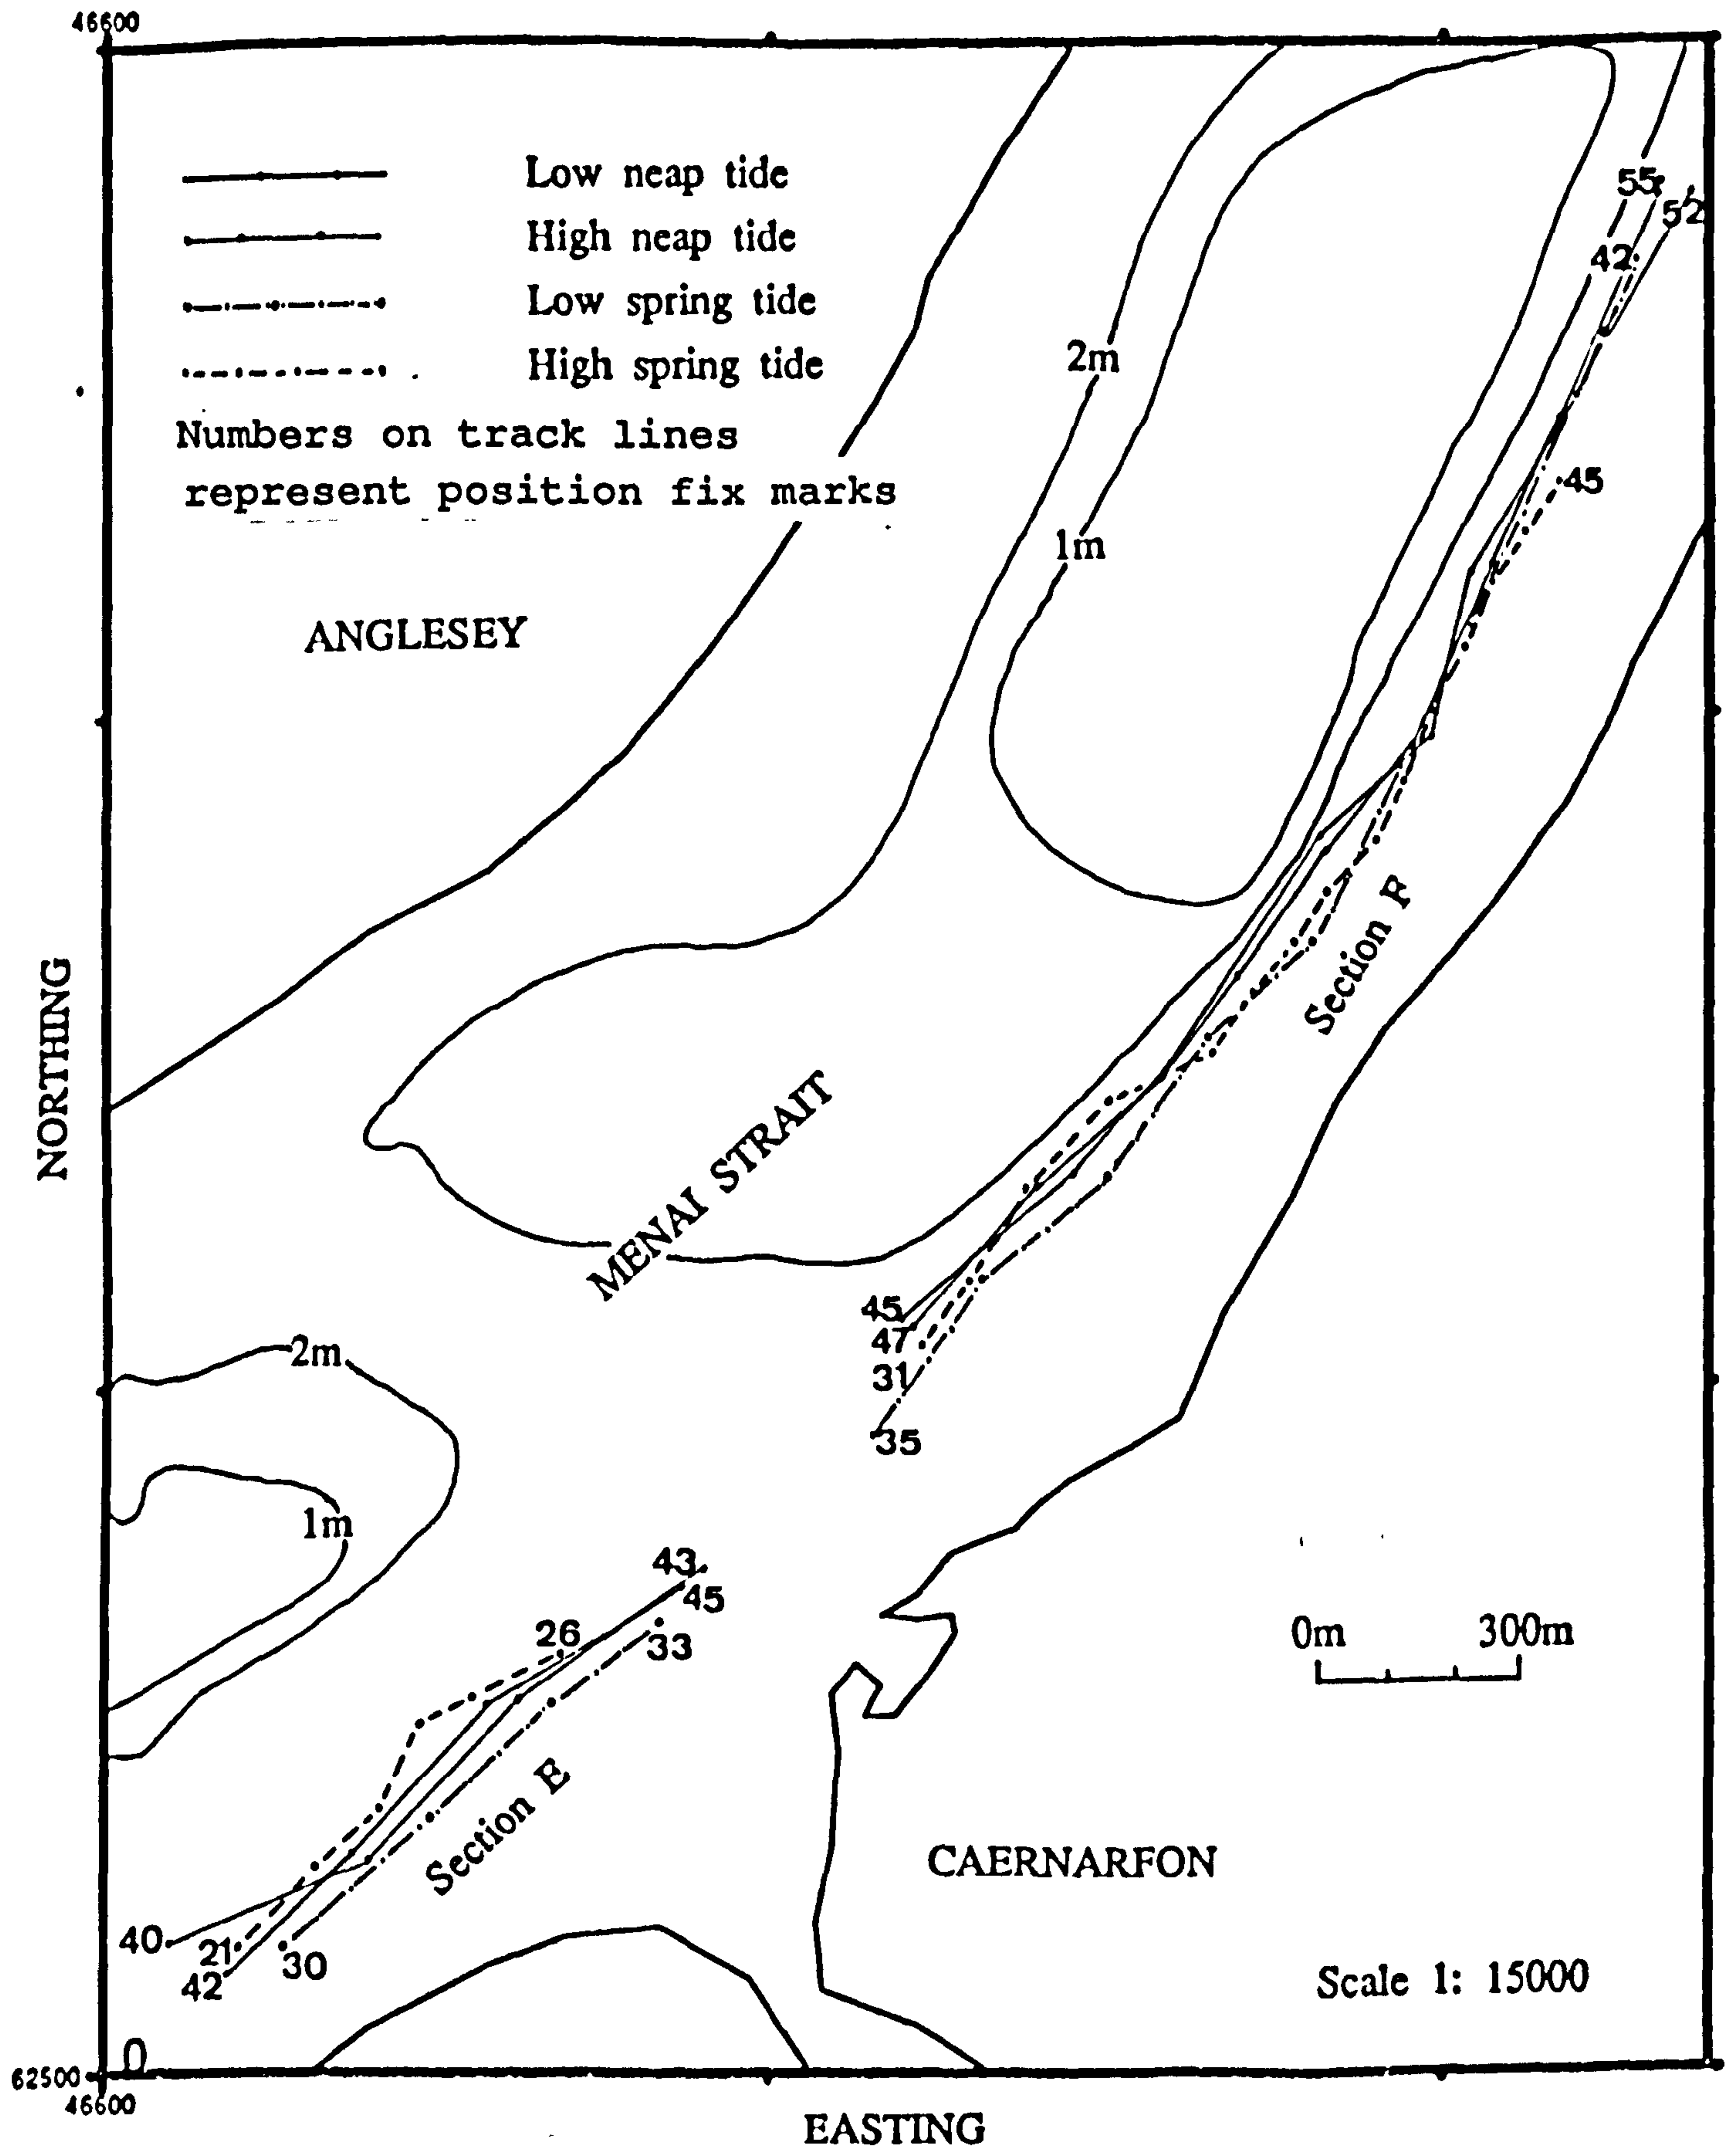 46600
Low neap tide
High neap tide
Low spring tide
High spring tide
Numbers on track lines
represent position fix marks
55
52
42
2m
45
1m
ANGLESEY
Section F
NORTHING
MENAI STRAIT
45
47
31
35
2m
1m
43
45
26
33
0m 300m
Section E
CAERNARFON
40
21
30
42
Scale 1: 15000
0
62500
46600
EASTING